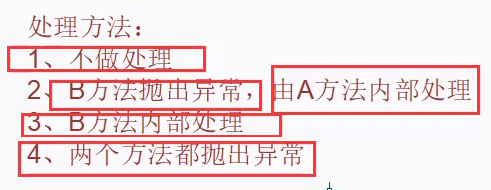 处理方法：
1、不做处理
2、B方法抛出异常，由A方法内部处理
3、B方法内部处理
4、两个方法都抛出异常